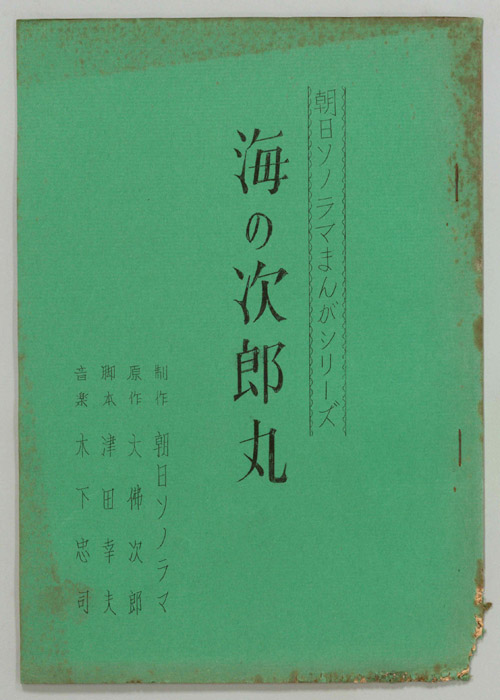 朝日ソノラマまんがシリーズ
海の次郎丸
制作 朝日ソノラマ
原作 大佛次郎
脚本 津田幸夫
音楽 木下忠司